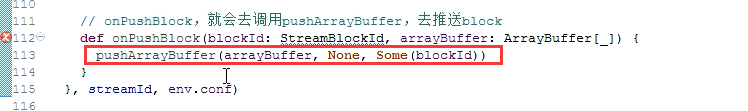 110
111 // onPushBlock，就会去调用pushArrayBuffer，去推送block
112 def onPushBlock(blockId: StreamBlockId, arrayBuffer: ArrayBuffer[_]) {
113 pushArrayBuffer(arrayBuffer, None, Some(blockId))
114 }
115 }, streamId, env.conf)
116